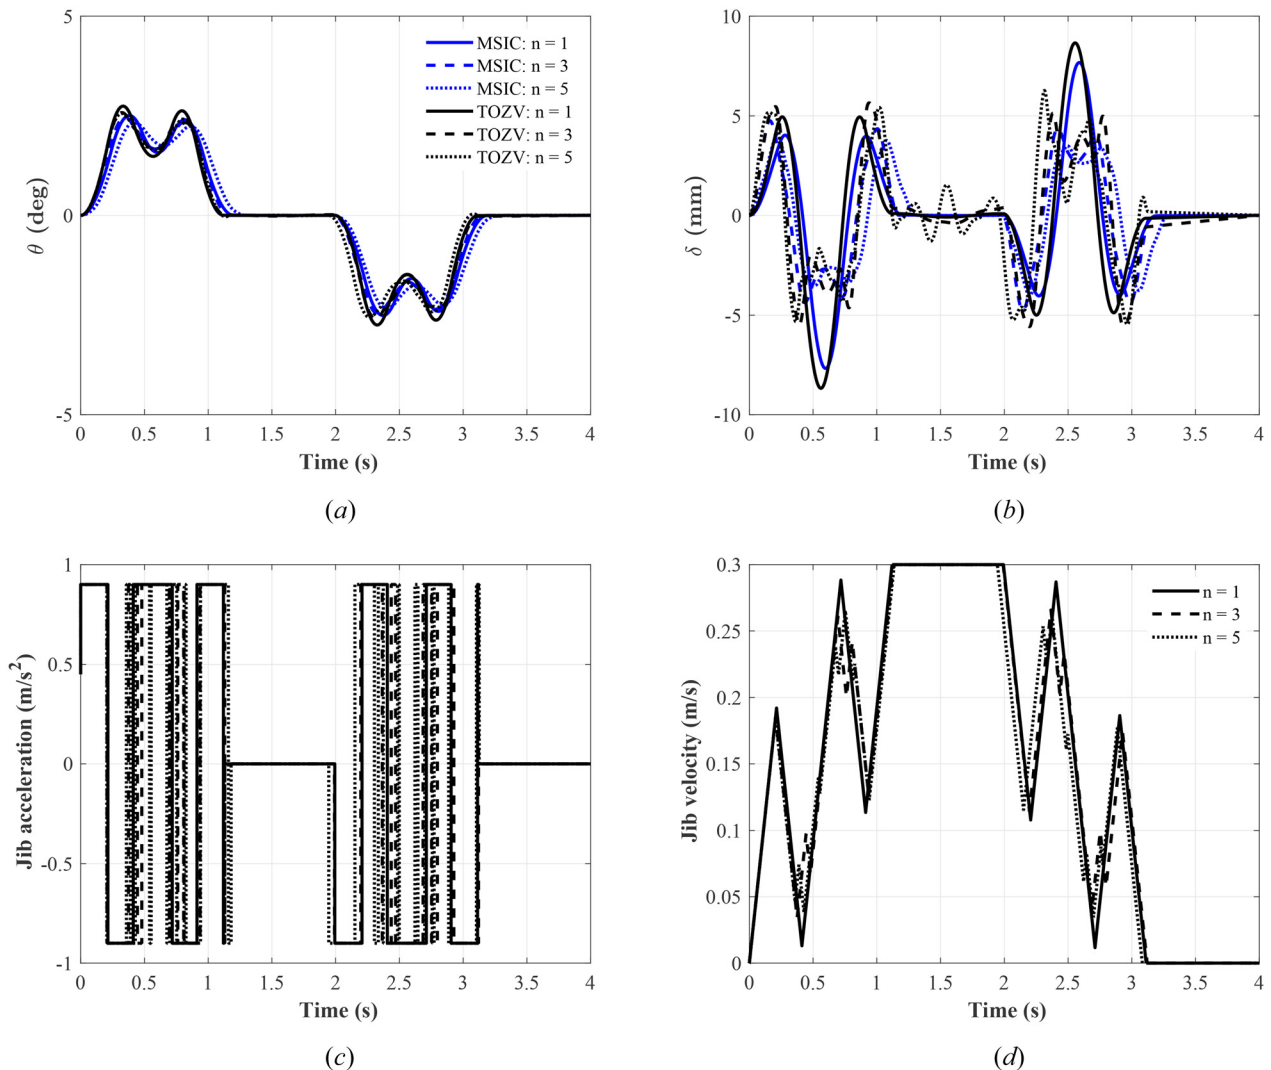 5
0
-5
θ (deg)
MSIC: n = 1
MSIC: n = 3
MSIC: n = 5
TOZV: n = 1
TOZV: n = 3
TOZV: n = 5
0 0.5 1 1.5 2 2.5 3 3.5 4
Time (s)
(a)
10
5
0
-5
-10
δ (mm)
0 0.5 1 1.5 2 2.5 3 3.5 4
Time (s)
(b)
1
0.5
0
-0.5
-1
Jib acceleration (m/s²)
0 0.5 1 1.5 2 2.5 3 3.5 4
Time (s)
(c)
0.3
0.25
0.2
0.15
0.1
0.05
0
Jib velocity (m/s)
n = 1
n = 3
n = 5
0 0.5 1 1.5 2 2.5 3 3.5 4
Time (s)
(d)